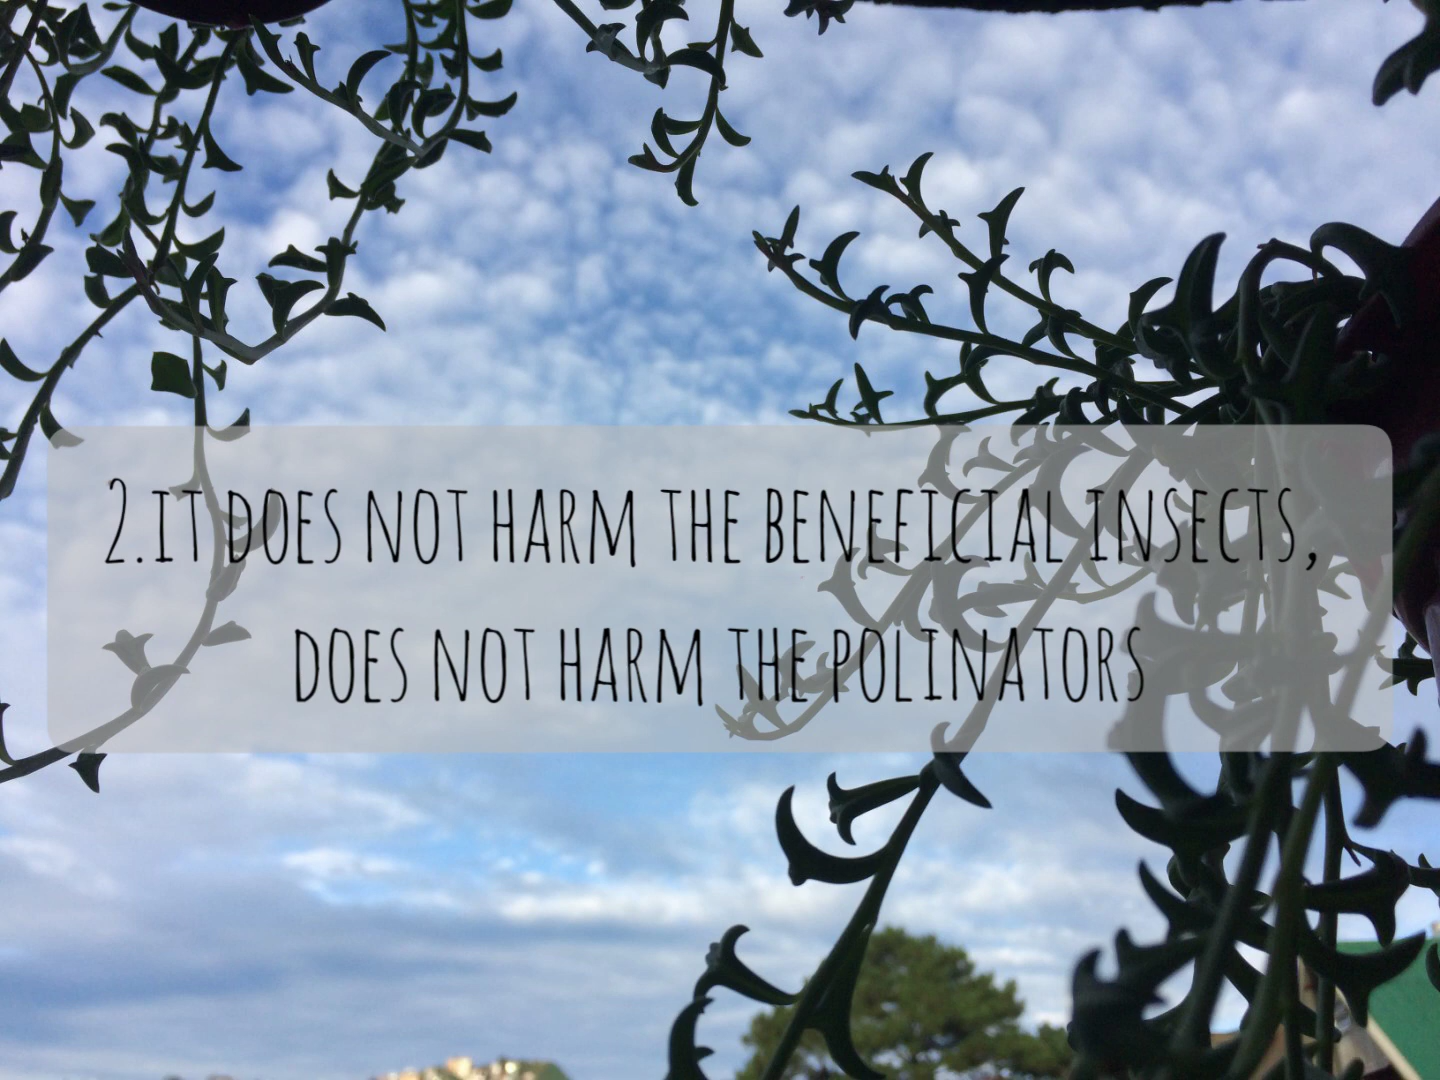 2.IT DOES NOT HARM THE BENEFICIAL INSECTS,
DOES NOT HARM THE POLINATORS